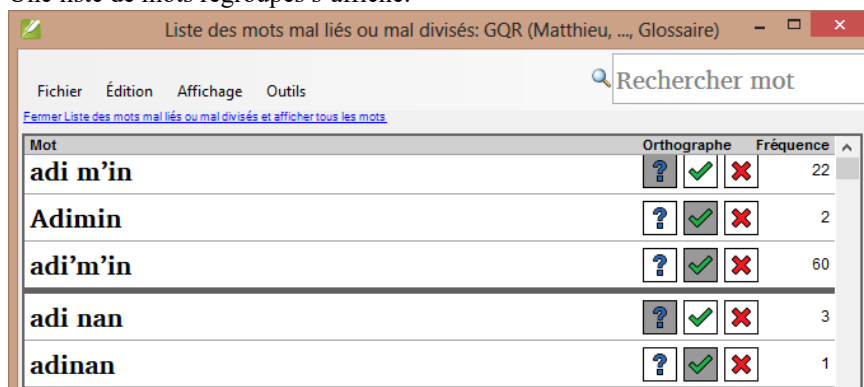 Une liste de mots regroupés s'affiche.
Liste des mots mal liés ou mal divisés: GQR (Matthieu, ..., Glossaire)
Rechercher mot
Fichier Édition Affichage Outils
Fermer Liste des mots mal liés ou mal divisés et afficher tous les mots
Mot Orthographe Fréquence
adi m’in 22
Adimin 2
adi’m’in 60
adi nan 3
adinan 1